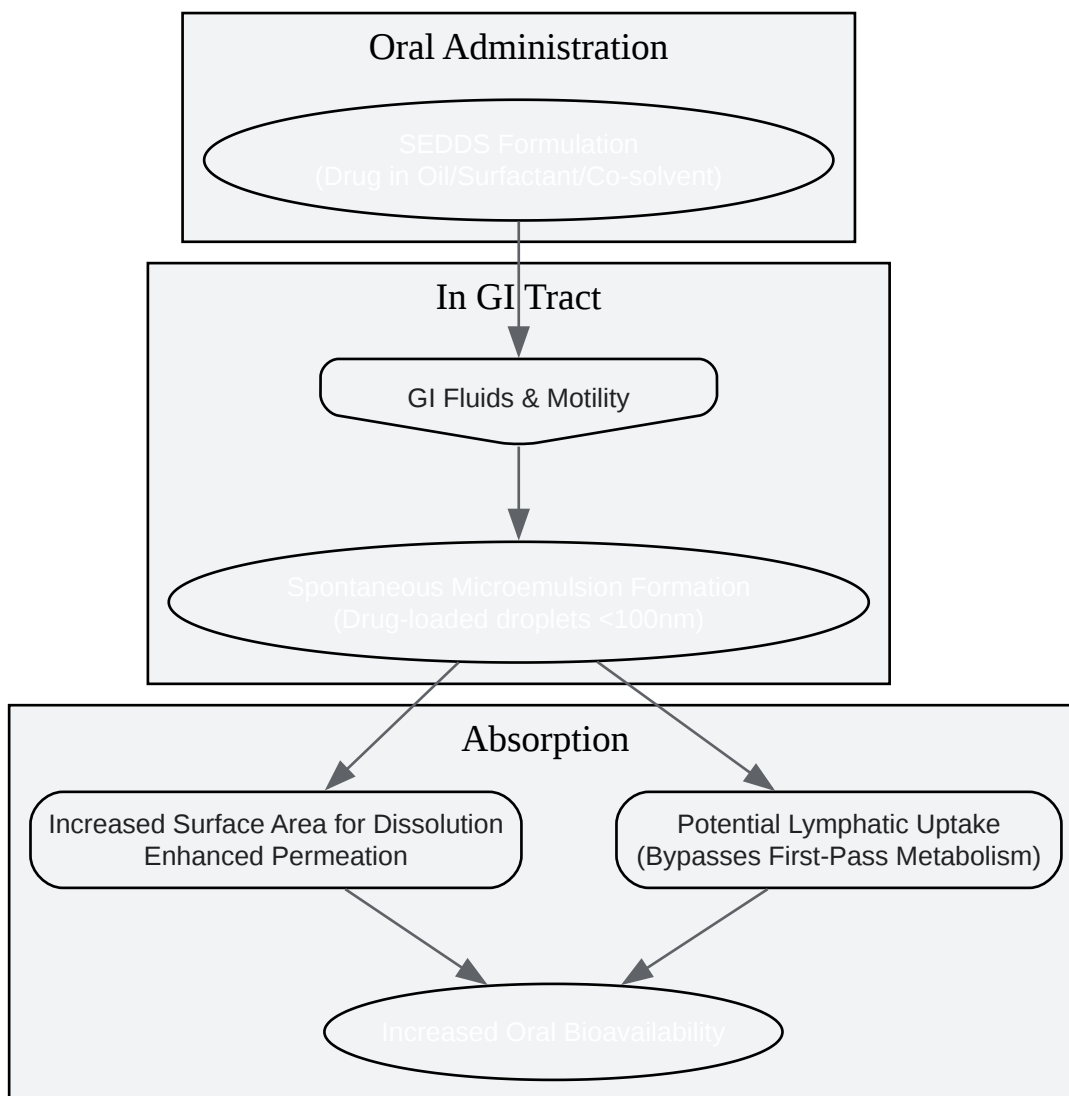 Oral Administration
SEDDS Formulation
(Drug in Oil/Surfactant/Co-solvent)
In GI Tract
GI Fluids & Motility
Spontaneous Microemulsion Formation
(Drug-loaded droplets <100nm)
Absorption
Increased Surface Area for Dissolution
Enhanced Permeation
Potential Lymphatic Uptake
(Bypasses First-Pass Metabolism)
Increased Oral Bioavailability